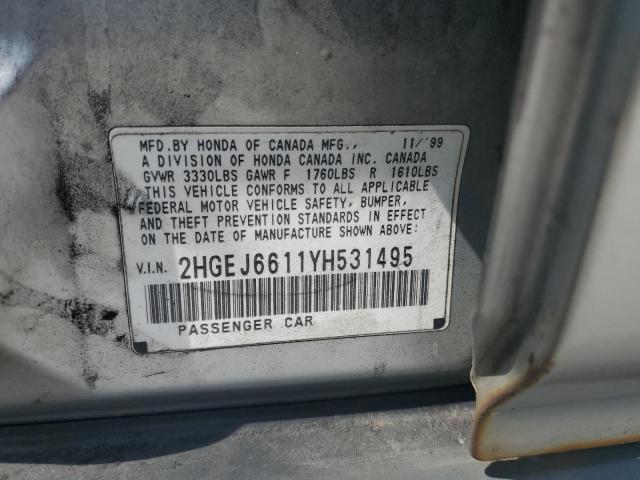 MFD.BY HONDA OF CANADA MFG., 11/'99
A DIVISION OF HONDA CANADA INC. CANADA
GVWR 3330LBS GAWR F 1760LBS R 1610LBS
THIS VEHICLE CONFORMS TO ALL APPLICABLE
FEDERAL MOTOR VEHICLE SAFETY, BUMPER,
AND THEFT PREVENTION STANDARDS IN EFFECT
ON THE DATE OF MANUFACTURE SHOWN ABOVE:
V.I.N. 2HGEJ6611YH531495
PASSENGER CAR